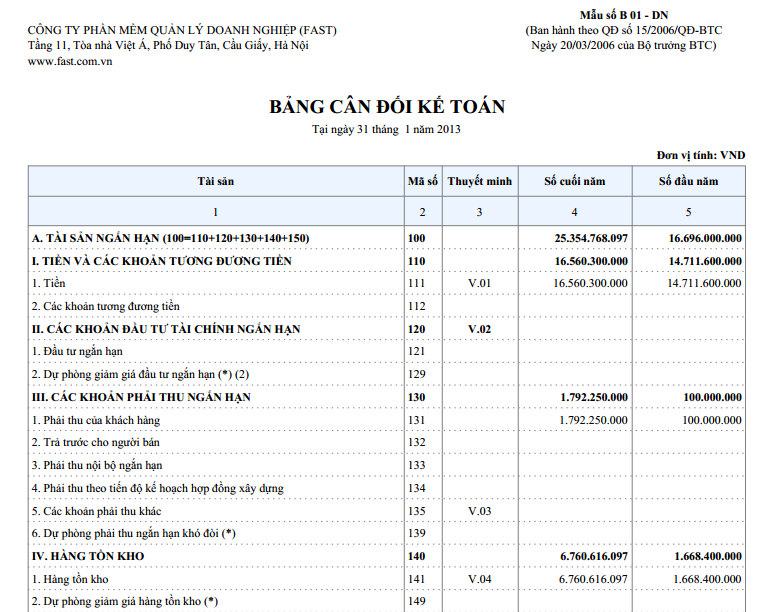 Mẫu số B 01 - DN
CÔNG TY PHẦN MỀM QUẢN LÝ DOANH NGHIỆP (FAST) (Ban hành theo QĐ số 15/2006/QĐ-BTC
Tầng 11, Tòa nhà Việt Á, Phố Duy Tân, Cầu Giấy, Hà Nội Ngày 20/03/2006 của Bộ trưởng BTC)
www.fast.com.vn
BẢNG CÂN ĐỐI KẾ TOÁN
Tại ngày 31 tháng 1 năm 2013
Đơn vị tính: VND
Tài sản Mã số Thuyết minh Số cuối năm Số đầu năm
1 2 3 4 5
A. TÀI SẢN NGẮN HẠN (100=110+120+130+140+150) 100 25.354.768.097 16.696.000.000
I. TIỀN VÀ CÁC KHOẢN TƯƠNG ĐƯƠNG TIỀN 110 16.560.300.000 14.711.600.000
1. Tiền 111 V.01 16.560.300.000 14.711.600.000
2. Các khoản tương đương tiền 112
II. CÁC KHOẢN ĐẦU TƯ TÀI CHÍNH NGẮN HẠN 120 V.02
1. Đầu tư ngắn hạn 121
2. Dự phòng giảm giá đầu tư ngắn hạn (*) (2) 129
III. CÁC KHOẢN PHẢI THU NGẮN HẠN 130 1.792.250.000 100.000.000
1. Phải thu của khách hàng 131 1.792.250.000 100.000.000
2. Trả trước cho người bán 132
3. Phải thu nội bộ ngắn hạn 133
4. Phải thu theo tiến độ kế hoạch hợp đồng xây dựng 134
5. Các khoản phải thu khác 135 V.03
6. Dự phòng phải thu ngắn hạn khó đòi (*) 139
IV. HÀNG TỒN KHO 140 6.760.616.097 1.668.400.000
1. Hàng tồn kho 141 V.04 6.760.616.097 1.668.400.000
2. Dự phòng giảm giá hàng tồn kho (*) 149